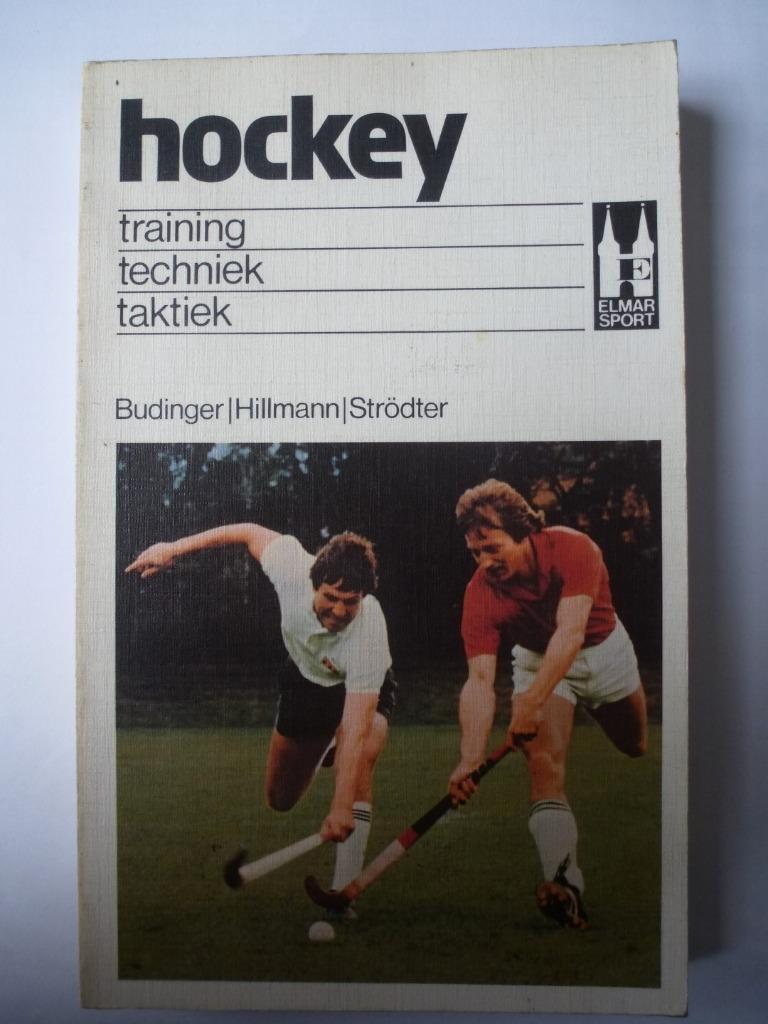 hockey
training
techniek
taktiek
E
ELMAR
SPORT
Budinger|Hillmann|Strödter